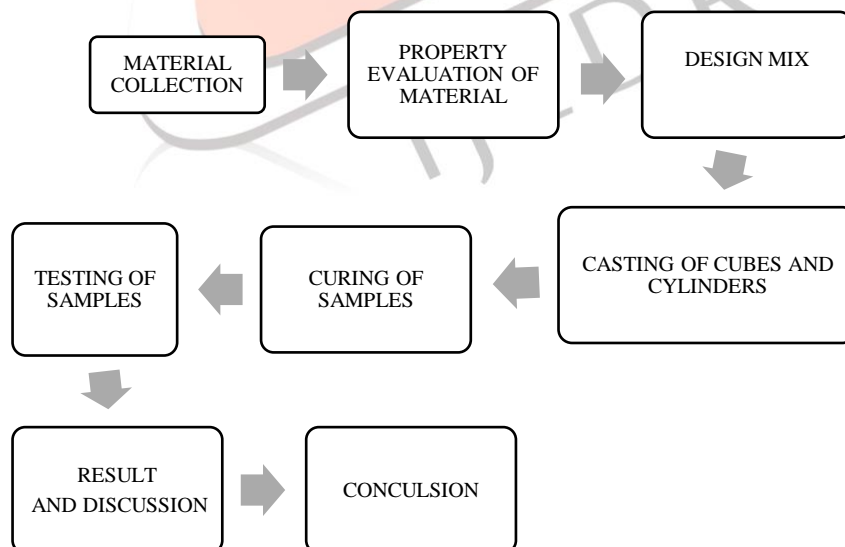 MATERIAL
COLLECTION
PROPERTY
EVALUATION OF
MATERIAL
DESIGN MIX
CASTING OF CUBES AND
CYLINDERS
CURING OF
SAMPLES
TESTING OF
SAMPLES
RESULT
AND DISCUSSION
CONCULSION